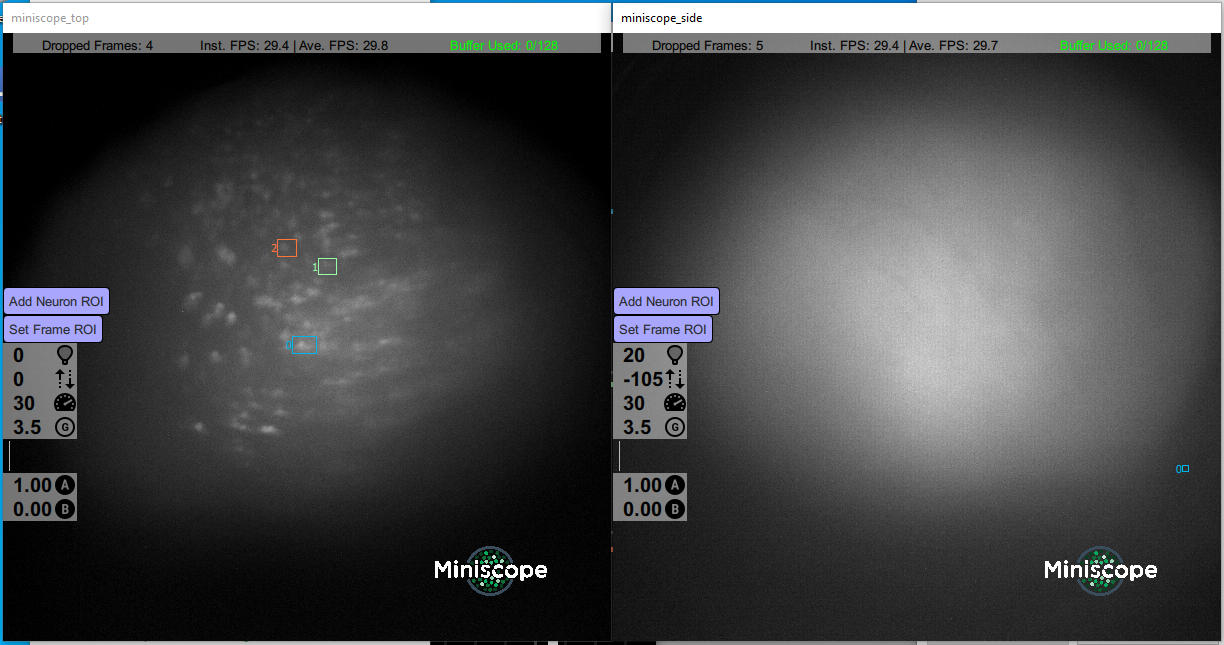 miniscope_top
Dropped Frames: 4 Inst. FPS: 29.4 | Ave. FPS: 29.8 Buffer Used: 0/128
2
1
Add Neuron ROI
Set Frame ROI
0
0
0
30
3.5 G
1.00 A
0.00 B
Miniscope
miniscope_side
Dropped Frames: 5 Inst. FPS: 29.4 | Ave. FPS: 29.7 Buffer Used: 0/128
Add Neuron ROI
Set Frame ROI
20
-105
30
3.5 G
0
1.00 A
0.00 B
Miniscope